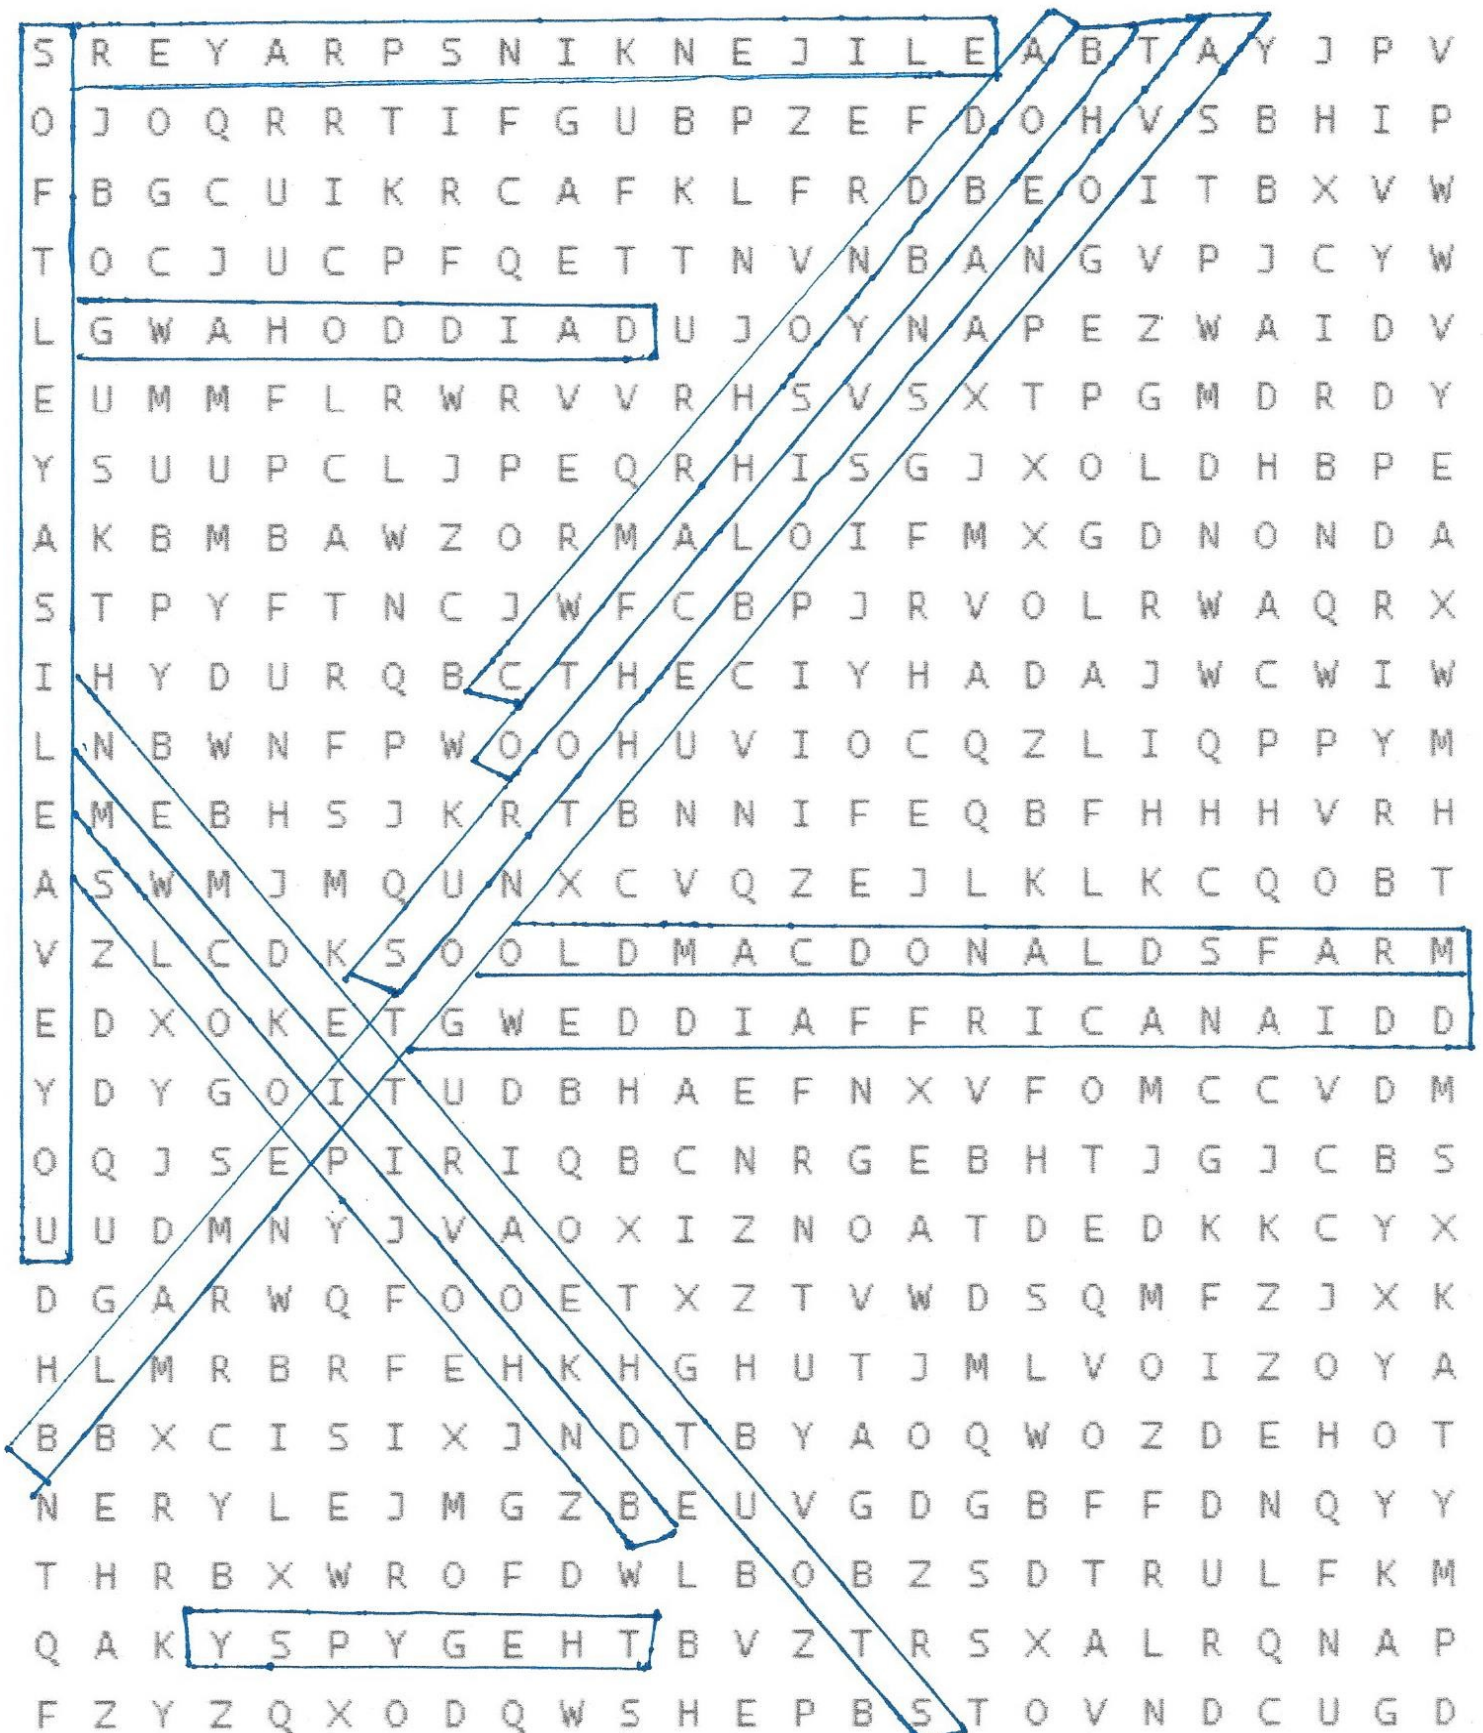 S R E Y A R P S N I K N E J I L E A B T A Y J P V
O J O Q R R T I F G U B P Z E F D O H V S B H I P
F B G C U I K R C A F K L F R D B E O I T B X V W
T O C J U C P F Q E T T N V N B A N G V P J C Y W
L G W A H O D D I A D U J O Y N A P E Z W A I D V
E U M M F L R W R V V R H S V S X T P G M D R D Y
Y S U U P C L J P E Q R H I S G J X O L D H B P E
A K B M B A W Z O R M A L O I F M X G D N O N D A
S T P Y F T N C J W F C B P J R V O L R W A Q R X
I H Y D U R Q B C T H E C I Y H A D A J W C W I W
L N B W N F P W O O H U V I O C Q Z L I Q P P Y M
E M E B H S J K R T B N N I F E Q B F H H H V R H
A S W M J M Q U N X C V Q Z E J L K L K C Q O B T
V Z L C D K S O O L D M A C D O N A L D S F A R M
E D X O K E T G W E D D I A F F R I C A N A I D D
Y D Y G O I T U D B H A E F N X V F O M C C V D M
O Q J S E P I R I Q B C N R G E B H T J G J C B S
U U D M N Y J V A O X I Z N O A T D E D K K C Y X
D G A R W Q F O O E T X Z T V W D S Q M F Z J X K
H L M R B R F E H K H G H U T J M L V O I Z O Y A
B B X C I S I X J N D T B Y A O Q W O Z D E H O T
N E R Y L E J M G Z B E U V G D G B F F D N Q Y Y
T H R B X W R O F D W L B O B Z S D T R U L F K M
Q A K Y S P Y G E H T B V Z T R S X A L R Q N A P
F Z Y Z Q X O D Q W S H E P B S T O V N D C U G D